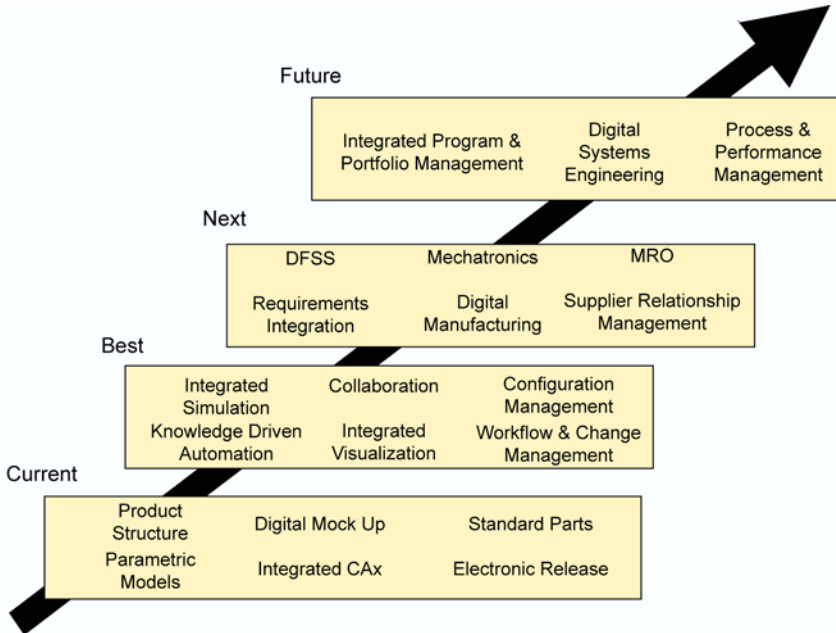 Future
Integrated Program &
Portfolio Management
Digital
Systems
Engineering
Process &
Performance
Management
Next
DFSS
Mechatronics
MRO
Requirements
Integration
Digital
Manufacturing
Supplier Relationship
Management
Best
Integrated
Simulation
Collaboration
Configuration
Management
Knowledge Driven
Automation
Integrated
Visualization
Workflow & Change
Management
Current
Product
Structure
Digital Mock Up
Standard Parts
Parametric
Models
Integrated CAx
Electronic Release